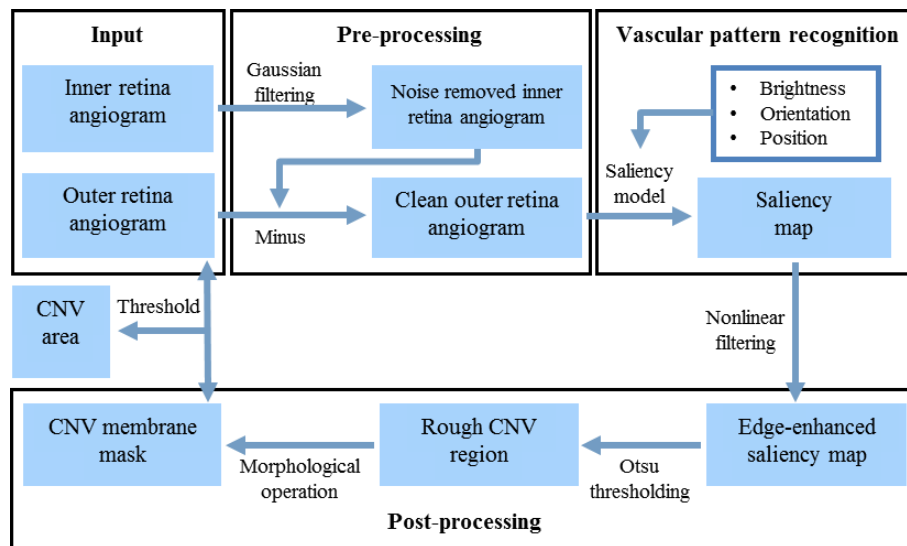 Input
Inner retina
angiogram
Outer retina
angiogram
Pre-processing
Gaussian
filtering
Noise removed inner
retina angiogram
Minus
Clean outer retina
angiogram
Vascular pattern recognition
• Brightness
• Orientation
• Position
Saliency
model
Saliency
map
CNV
area
Threshold
Nonlinear
filtering
CNV membrane
mask
Morphological
operation
Rough CNV
region
Otsu
thresholding
Edge-enhanced
saliency map
Post-processing